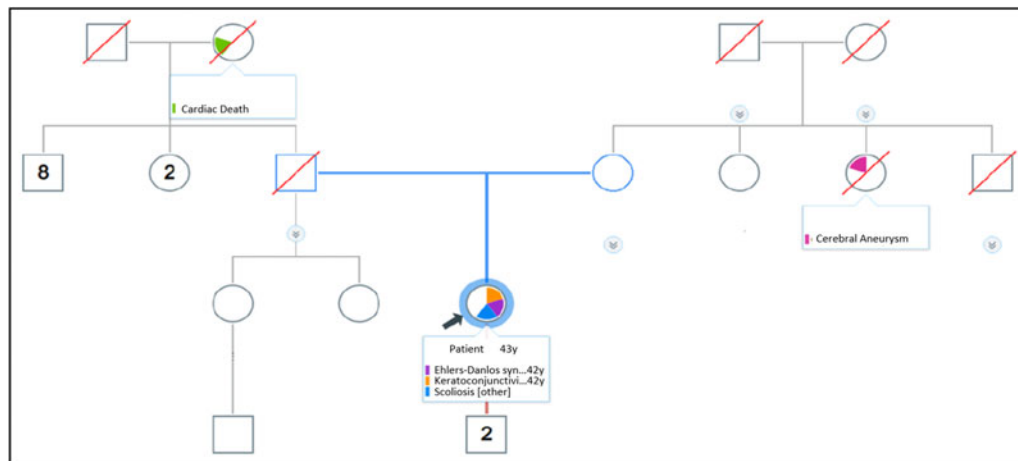 Cardiac Death
8
2
Cerebral Aneurysm
Patient 43y
Ehlers-Danlos syn...42y
Keratoconjunctivi...42y
Scoliosis [other]
2